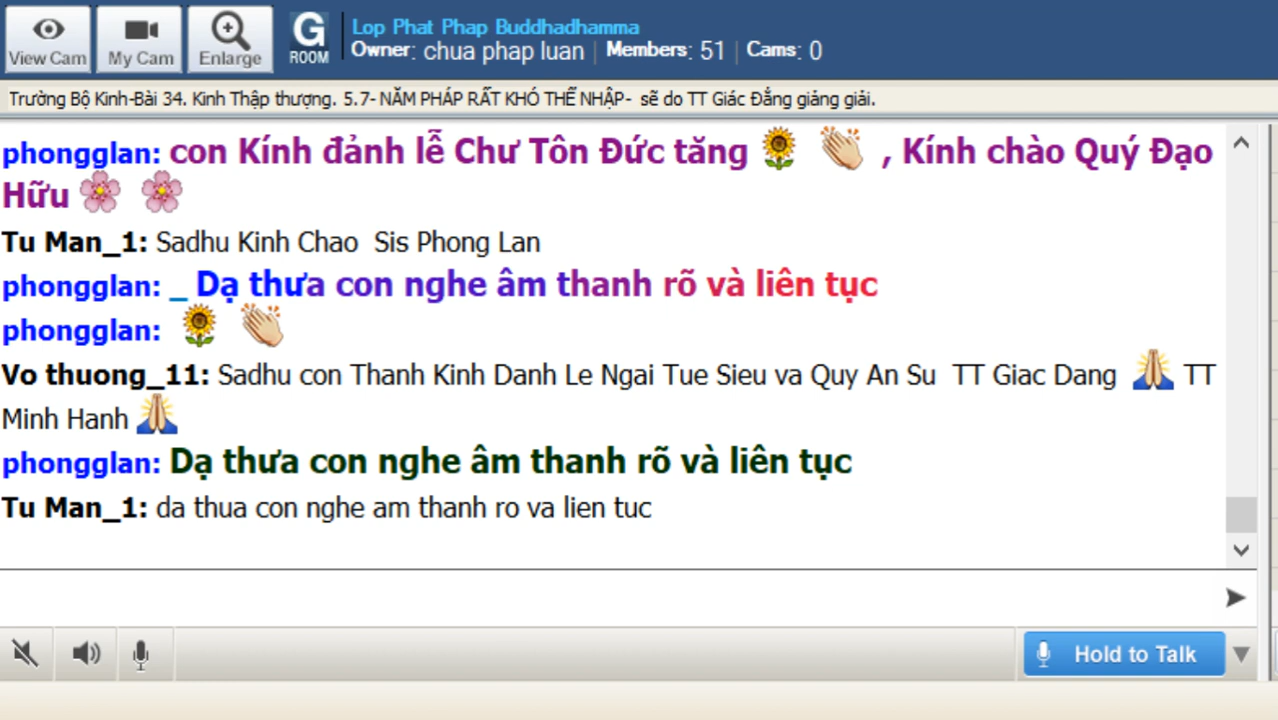 View Cam
My Cam
Enlarge
G ROOM
Lop Phat Phap Buddhadhamma
Owner: chua phap luan | Members: 51 | Cams: 0
Trường Bộ Kinh-Bài 34. Kinh Thập thượng. 5.7- NĂM PHÁP RẤT KHÓ THỂ NHẬP- sẽ do TT Giác Đẳng giảng giải.
phongglan: con Kính đảnh lễ Chư Tôn Đức tăng 🌻 👏 , Kính chào Quý Đạo
Hữu 🌸 🌸
Tu Man_1: Sadhu Kinh Chao Sis Phong Lan
phongglan: _ Dạ thưa con nghe âm thanh rõ và liên tục
phongglan: 🌻 👏
Vo thuong_11: Sadhu con Thanh Kinh Danh Le Ngai Tue Sieu va Quy An Su TT Giac Dang 🙏 TT
Minh Hanh 🙏
phongglan: Dạ thưa con nghe âm thanh rõ và liên tục
Tu Man_1: da thua con nghe am thanh ro va lien tuc
Hold to Talk